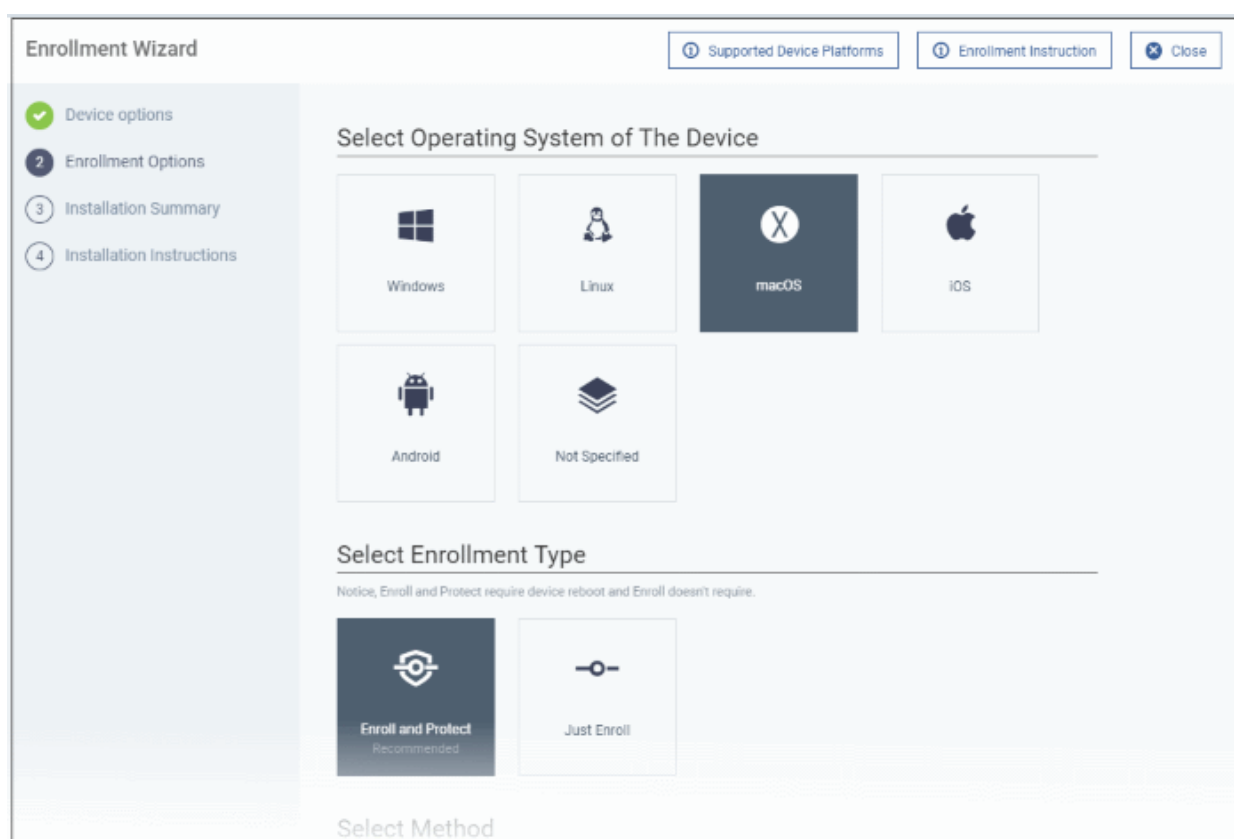 Enrollment Wizard
Supported Device Platforms
Enrollment Instruction
Close
Device options
2 Enrollment Options
3 Installation Summary
4 Installation Instructions
Select Operating System of The Device
Windows
Linux
X
macOS
iOS
Android
Not Specified
Select Enrollment Type
Notice, Enroll and Protect require device reboot and Enroll doesn't require.
Enroll and Protect
Recommended
Just Enroll
Select Method